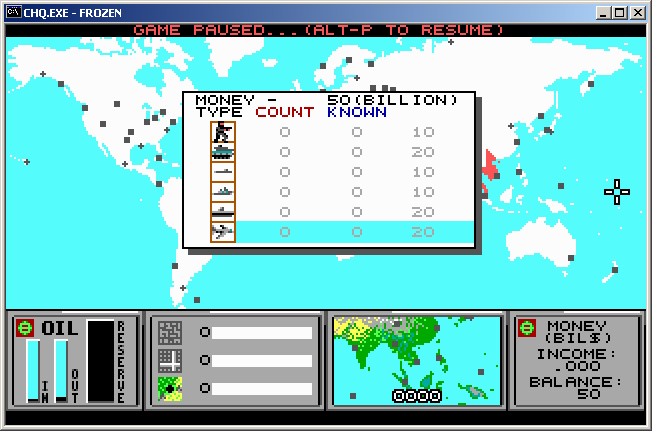 CHQ.EXE - FROZEN
GAME PAUSED...(ALT-P TO RESUME)
MONEY - 50(BILLION)
TYPE COUNT KNOWN
0 0 10
0 0 20
0 0 10
0 0 10
0 0 20
0 0 20
OIL
IN
OUT
RESERVE
0
0
0
0000
MONEY
(BIL$)
INCOME:
.000
BALANCE:
50